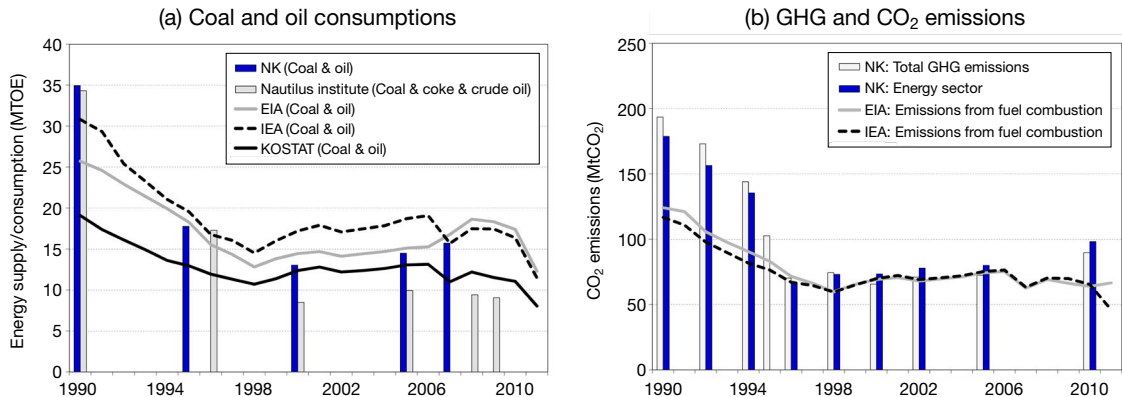 (a) Coal and oil consumptions
Energy supply/consumption (MTOE)
40
35
30
25
20
15
10
5
0
NK (Coal & oil)
Nautilus institute (Coal & coke & crude oil)
EIA (Coal & oil)
IEA (Coal & oil)
KOSTAT (Coal & oil)
1990 1994 1998 2002 2006 2010
(b) GHG and CO₂ emissions
CO₂ emissions (MtCO₂)
250
200
150
100
50
0
NK: Total GHG emissions
NK: Energy sector
EIA: Emissions from fuel combustion
IEA: Emissions from fuel combustion
1990 1994 1998 2002 2006 2010